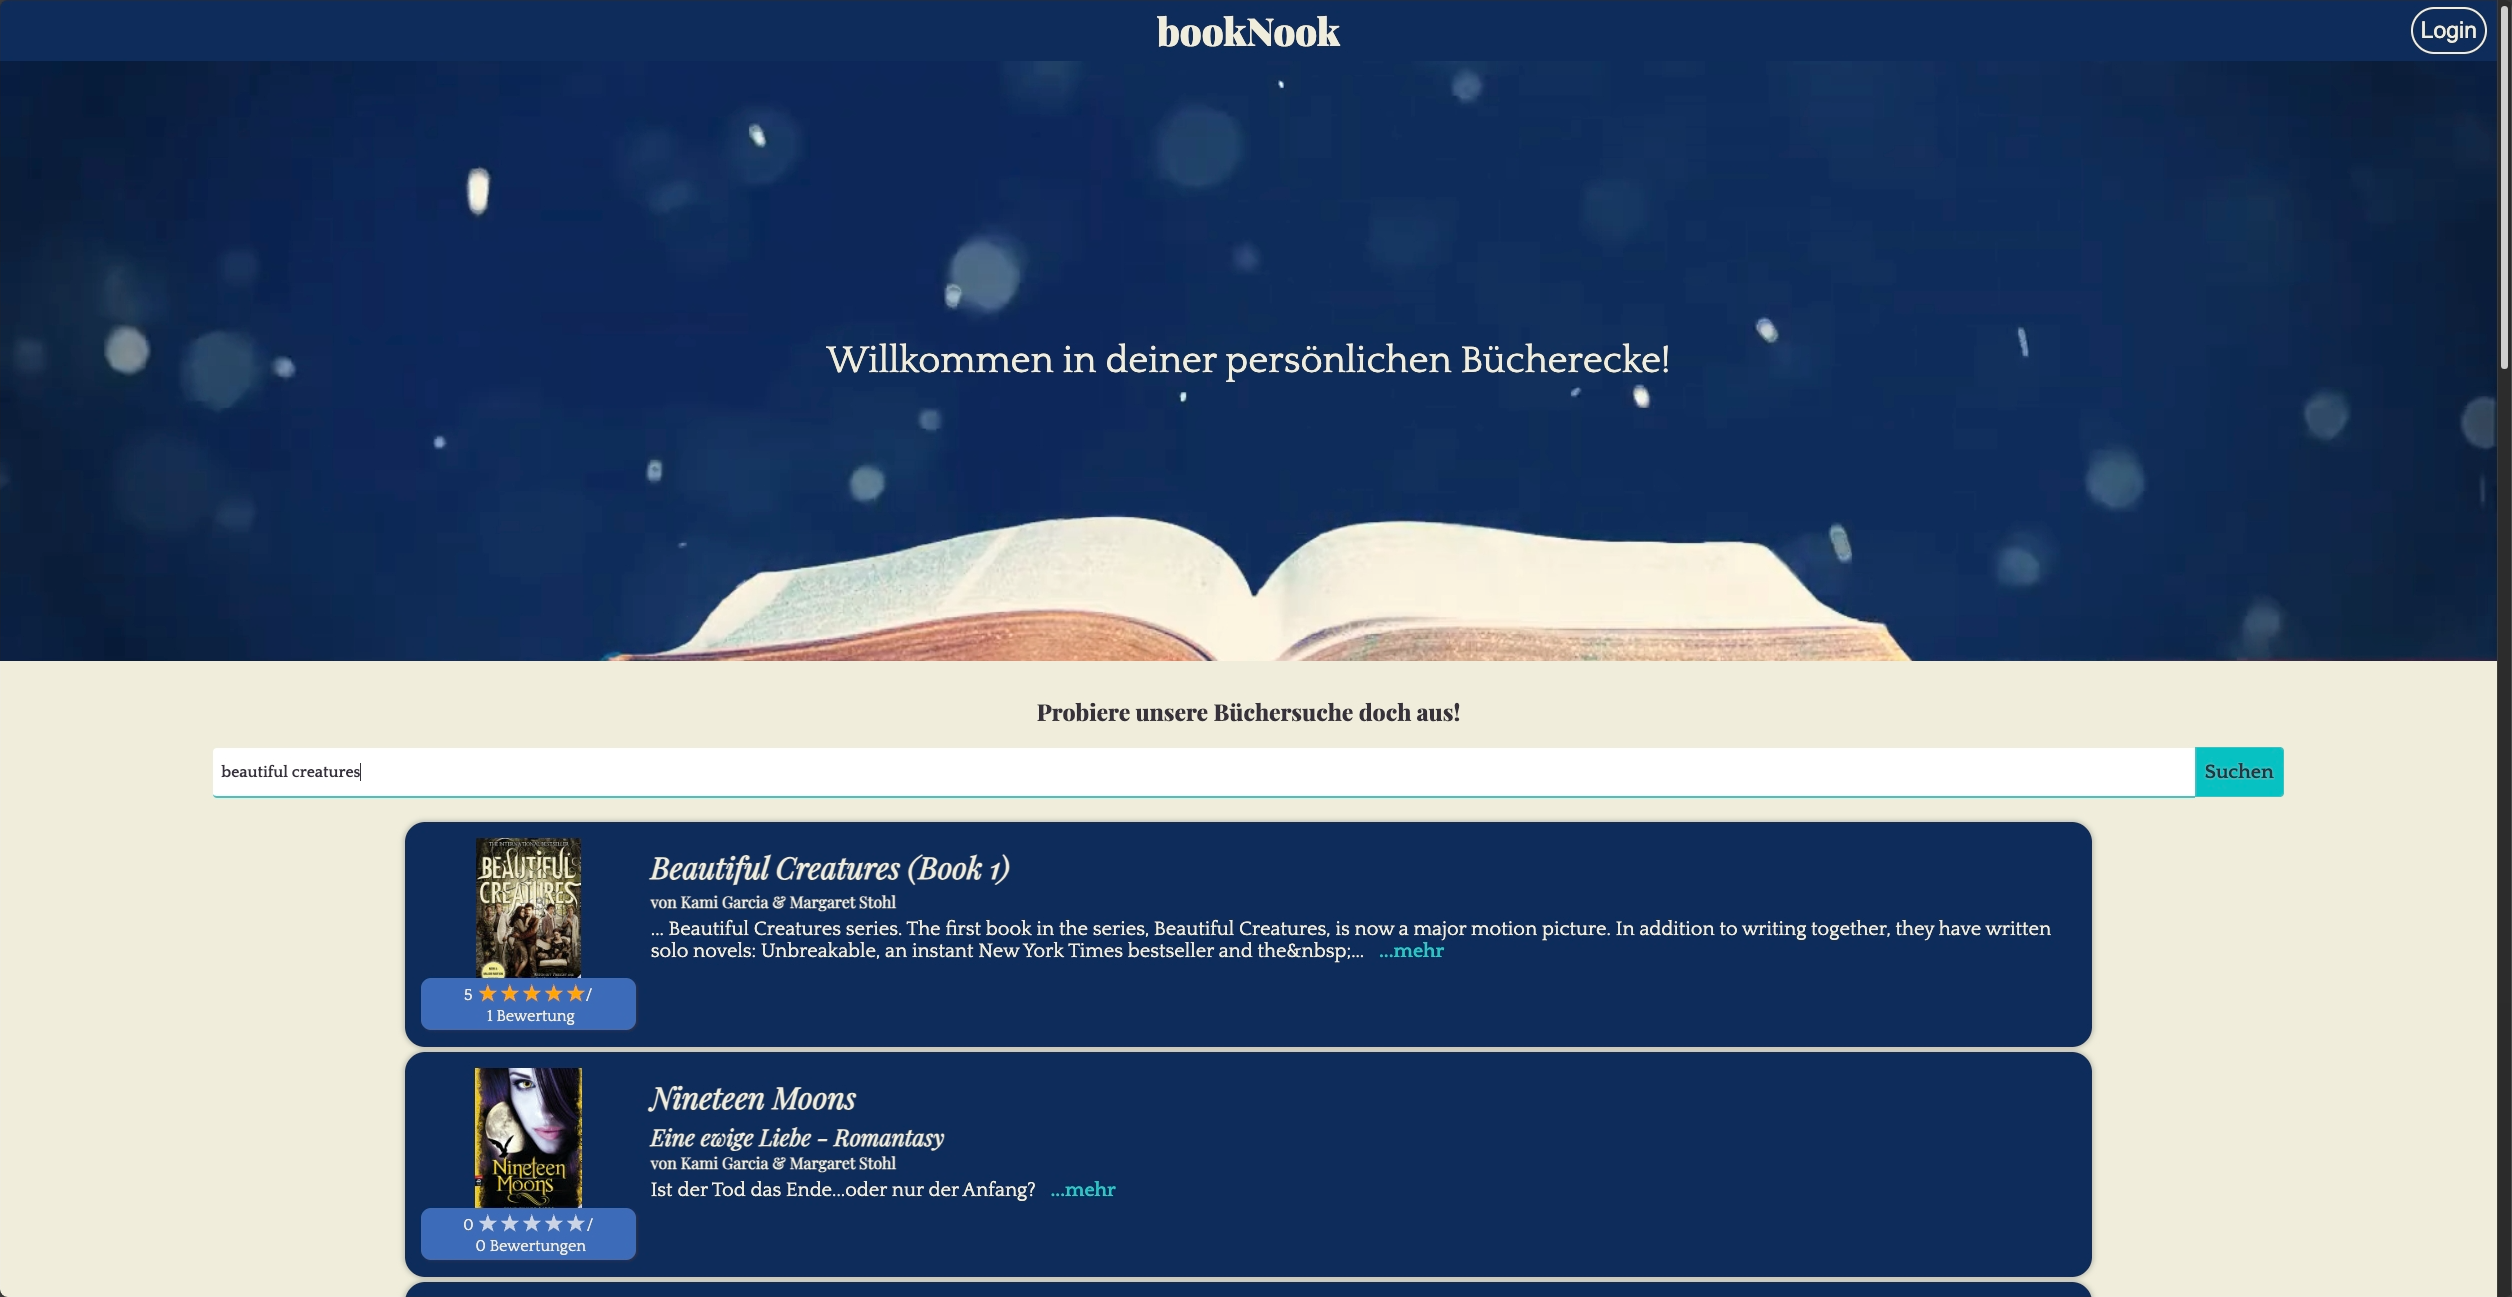 bookNook
Login
Willkommen in deiner persönlichen Bücherecke!
Probiere unsere Büchersuche doch aus!
beautiful creatures
Suchen
THE INTERNATIONAL BESTSELLER
BEAUTIFUL
CREATURES
Beautiful Creatures (Book 1)
von Kami Garcia & Margaret Stohl
... Beautiful Creatures series. The first book in the series, Beautiful Creatures, is now a major motion picture. In addition to writing together, they have written
solo novels: Unbreakable, an instant New York Times bestseller and the&nbsp;... ...mehr
5 ★★★★★/
1 Bewertung
Nineteen
Moons
Nineteen Moons
Eine ewige Liebe - Romantasy
von Kami Garcia & Margaret Stohl
Ist der Tod das Ende...oder nur der Anfang? ...mehr
0 ★★★★★/
0 Bewertungen